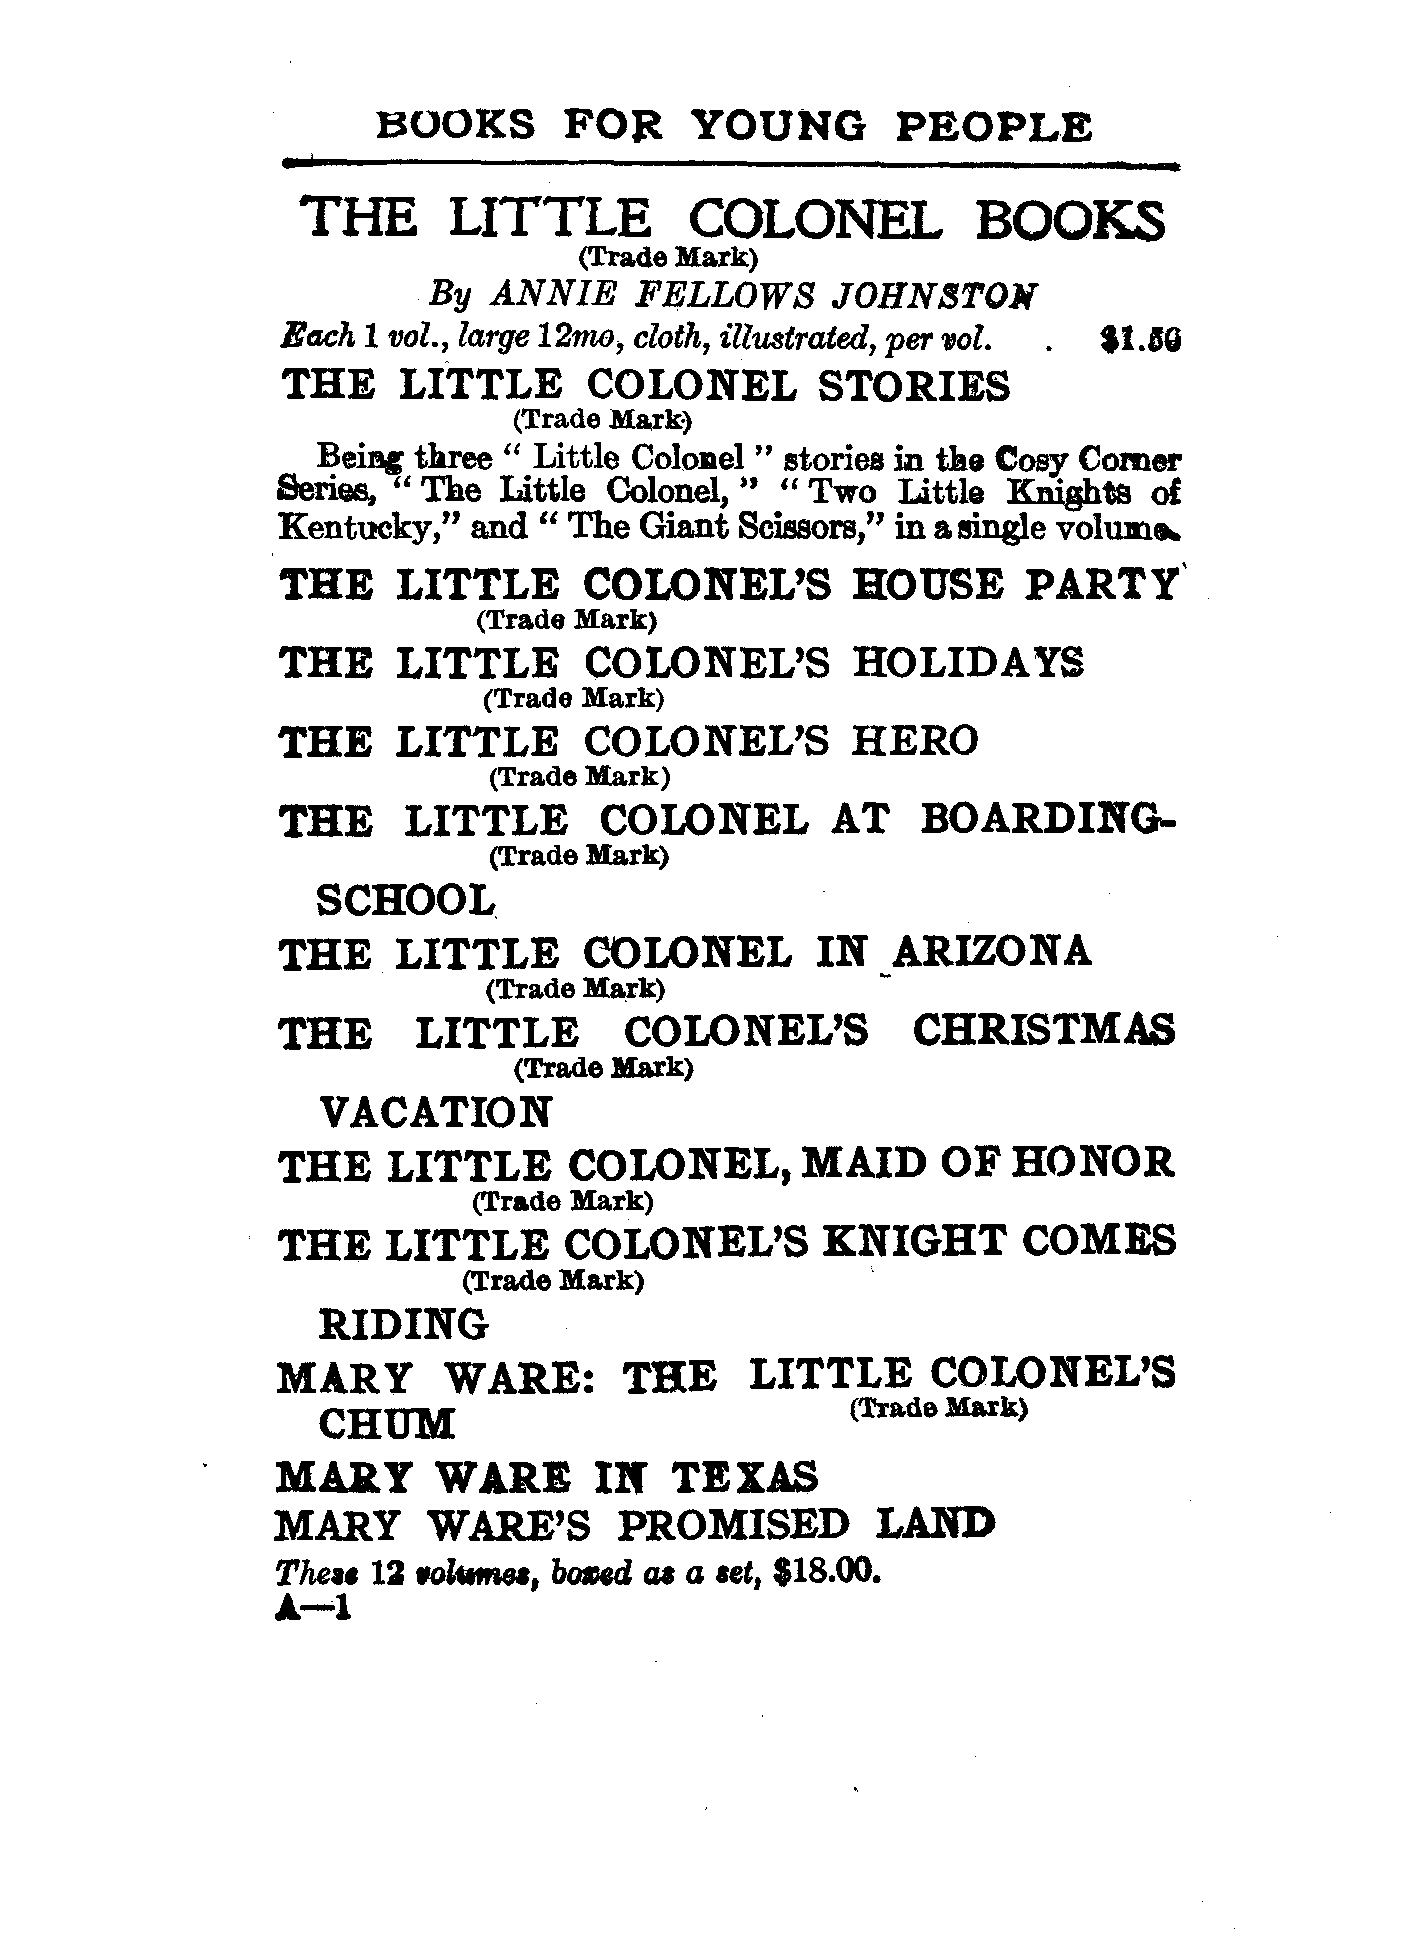 BOOKS FOR YOUNG PEOPLE
THE LITTLE COLONEL BOOKS
(Trade Mark)
By ANNIE FELLOWS JOHNSTON
Each 1 vol., large 12mo, cloth, illustrated, per vol. . $1.50
THE LITTLE COLONEL STORIES
(Trade Mark)
Being three " Little Colonel " stories in the Cosy Corner
Series, " The Little Colonel, " " Two Little Knights of
Kentucky," and " The Giant Scissors," in a single volume.
THE LITTLE COLONEL'S HOUSE PARTY
(Trade Mark)
THE LITTLE COLONEL'S HOLIDAYS
(Trade Mark)
THE LITTLE COLONEL'S HERO
(Trade Mark)
THE LITTLE COLONEL AT BOARDING-
(Trade Mark)
SCHOOL
THE LITTLE COLONEL IN ARIZONA
(Trade Mark)
THE LITTLE COLONEL'S CHRISTMAS
(Trade Mark)
VACATION
THE LITTLE COLONEL, MAID OF HONOR
(Trade Mark)
THE LITTLE COLONEL'S KNIGHT COMES
(Trade Mark)
RIDING
MARY WARE: THE LITTLE COLONEL'S
CHUM (Trade Mark)
MARY WARE IN TEXAS
MARY WARE'S PROMISED LAND
These 12 volumes, boxed as a set, $18.00.
A—1